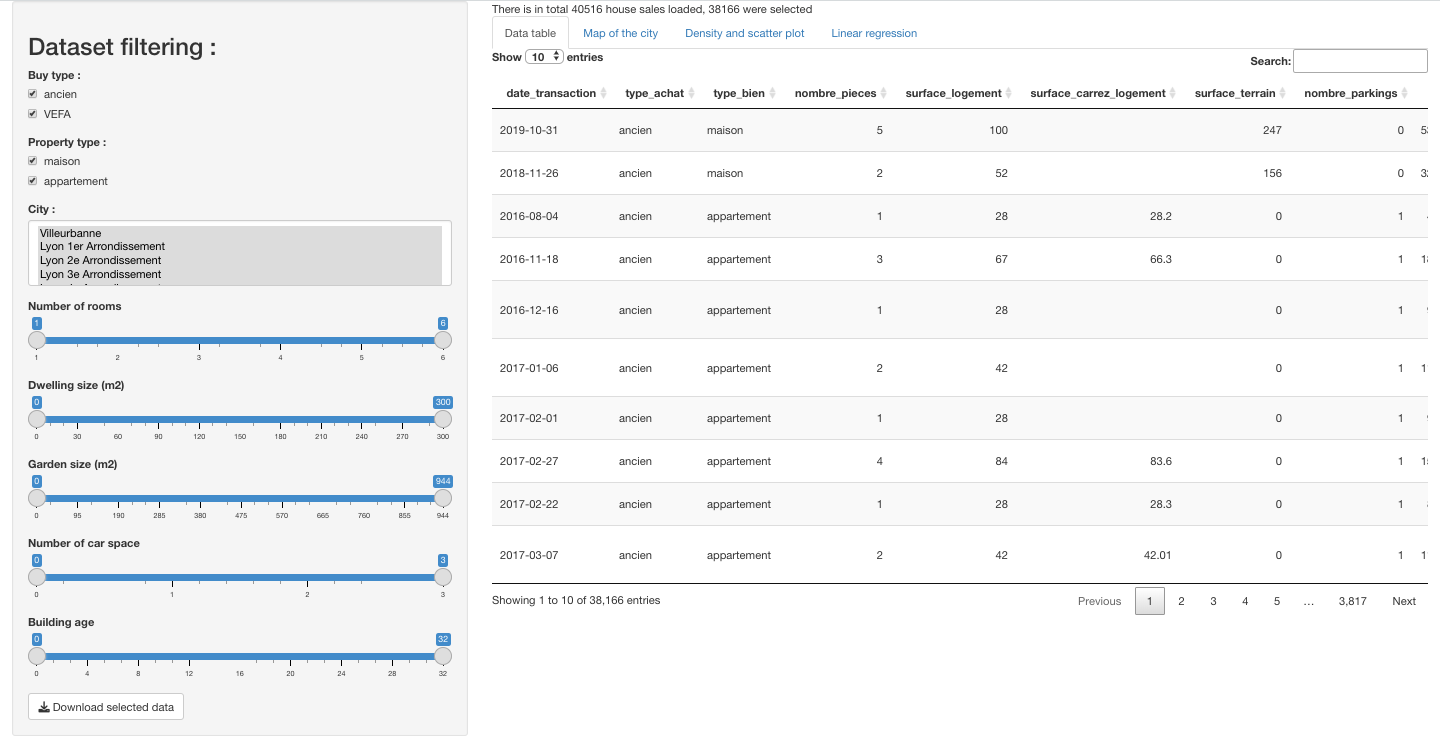 Dataset filtering :
Buy type :
ancien
VEFA
Property type :
maison
appartement
City :
Villeurbanne
Lyon 1er Arrondissement
Lyon 2e Arrondissement
Lyon 3e Arrondissement
Number of rooms
1 6
1 2 3 4 5 6
Dwelling size (m2)
0 300
0 30 60 90 120 150 180 210 240 270 300
Garden size (m2)
0 944
0 95 190 285 380 475 570 665 760 855 944
Number of car space
0 3
0 1 2 3
Building age
0 32
0 4 8 12 16 20 24 28 32
Download selected data
There is in total 40516 house sales loaded, 38166 were selected
Data table Map of the city Density and scatter plot Linear regression
Show 10 entries
Search:
date_transaction type_achat type_bien nombre_pieces surface_logement surface_carrez_logement surface_terrain nombre_parkings
2019-10-31 ancien maison 5 100 247 0
2018-11-26 ancien maison 2 52 156 0
2016-08-04 ancien appartement 1 28 28.2 0 1
2016-11-18 ancien appartement 3 67 66.3 0 1
2016-12-16 ancien appartement 1 28 0 1
2017-01-06 ancien appartement 2 42 0 1
2017-02-01 ancien appartement 1 28 0 1
2017-02-27 ancien appartement 4 84 83.6 0 1
2017-02-22 ancien appartement 1 28 28.3 0 1
2017-03-07 ancien appartement 2 42 42.01 0 1
Showing 1 to 10 of 38,166 entries
Previous 1 2 3 4 5 … 3,817 Next